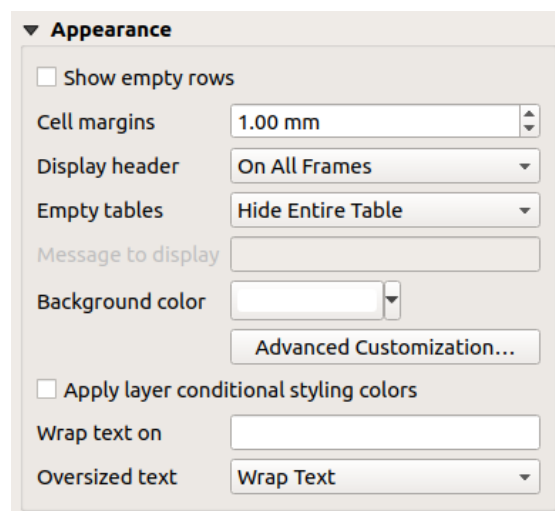 Appearance
Show empty rows
Cell margins 1.00 mm
Display header On All Frames
Empty tables Hide Entire Table
Message to display
Background color
Advanced Customization...
Apply layer conditional styling colors
Wrap text on
Oversized text Wrap Text